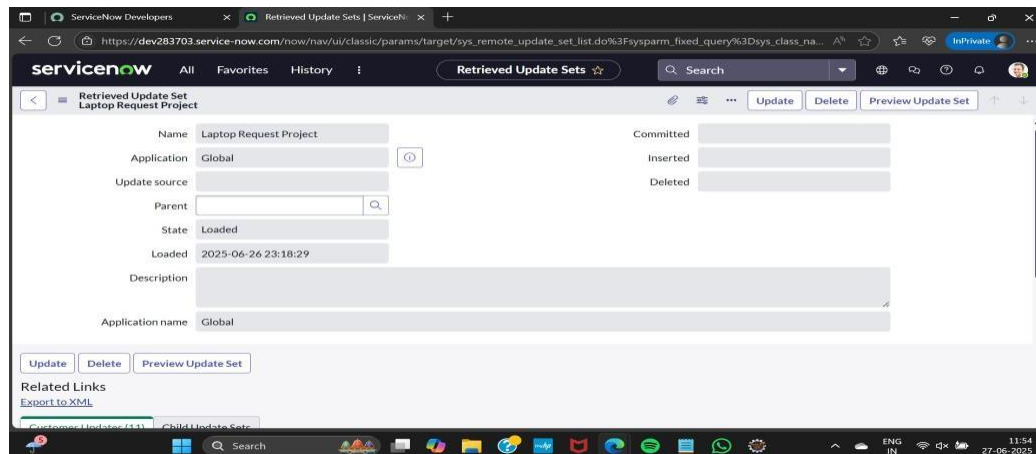 ServiceNow Developers
Retrieved Update Sets | ServiceN
https://dev283703.service-now.com/now/nav/ui/classic/params/target/sys_remote_update_set_list.do%3Fsysparm_fixed_query%3Dsys_class_na...
InPrivate
servicenow All Favorites History Retrieved Update Sets Search
Retrieved Update Set
Laptop Request Project
Update Delete Preview Update Set
Name Laptop Request Project Committed
Application Global Inserted
Update source Deleted
Parent
State Loaded
Loaded 2025-06-26 23:18:29
Description
Application name Global
Update Delete Preview Update Set
Related Links
Export to XML
Customer Updates (11) Child Update Sets
5
Search
ENG
IN
11:54
27-06-2025